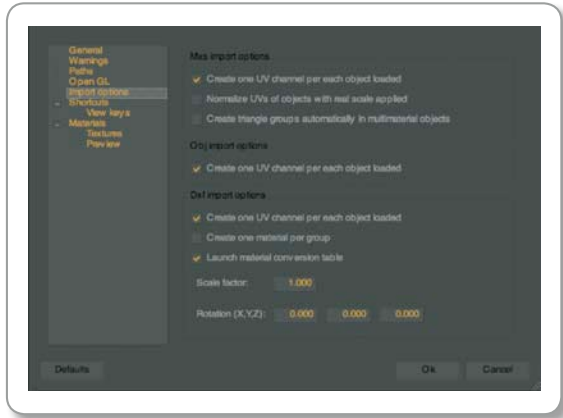 General
Warnings
Paths
Open GL
Import options
Shortcuts
View keys
Materials
Textures
Preview
Mxs import options
Create one UV channel per each object loaded
Normalize UVs of objects with real scale applied
Create triangle groups automatically in multimaterial objects
Obj import options
Create one UV channel per each object loaded
Dxf import options
Create one UV channel per each object loaded
Create one material per group
Launch material conversion table
Scale factor: 1.000
Rotation (X,Y,Z): 0.000 0.000 0.000
Defaults Ok Cancel